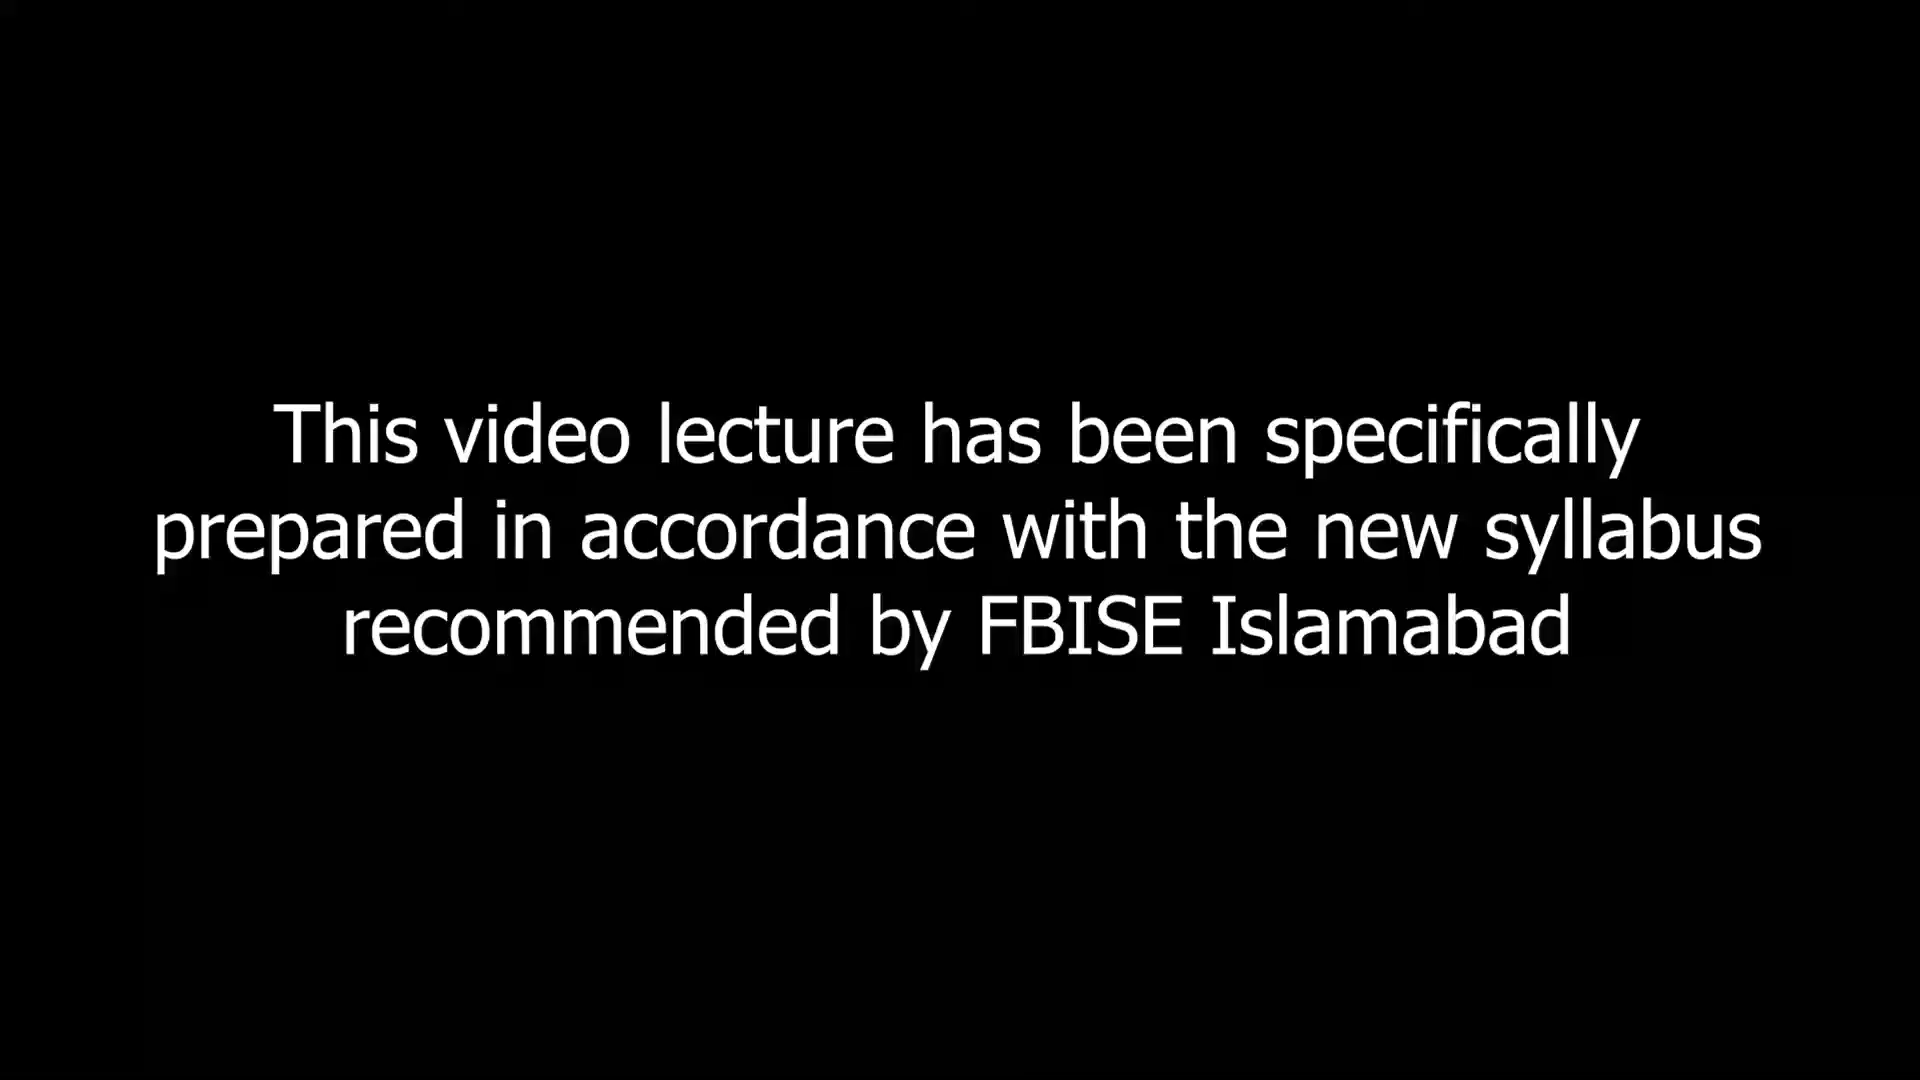 This video lecture has been specifically
prepared in accordance with the new syllabus
recommended by FBISE Islamabad